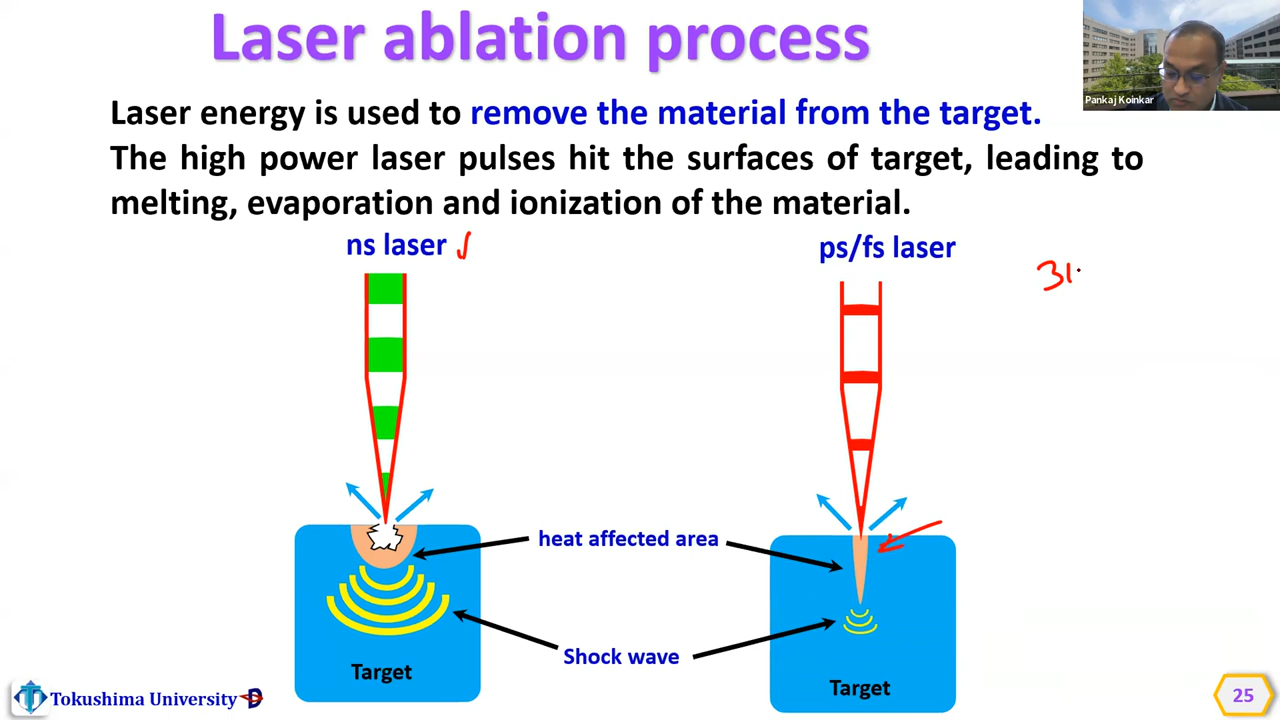 Laser ablation process
Pankaj Koinkar
Laser energy is used to remove the material from the target.
The high power laser pulses hit the surfaces of target, leading to
melting, evaporation and ionization of the material.
ns laser
ps/fs laser
31
heat affected area
Shock wave
Target
Target
Tokushima University
25